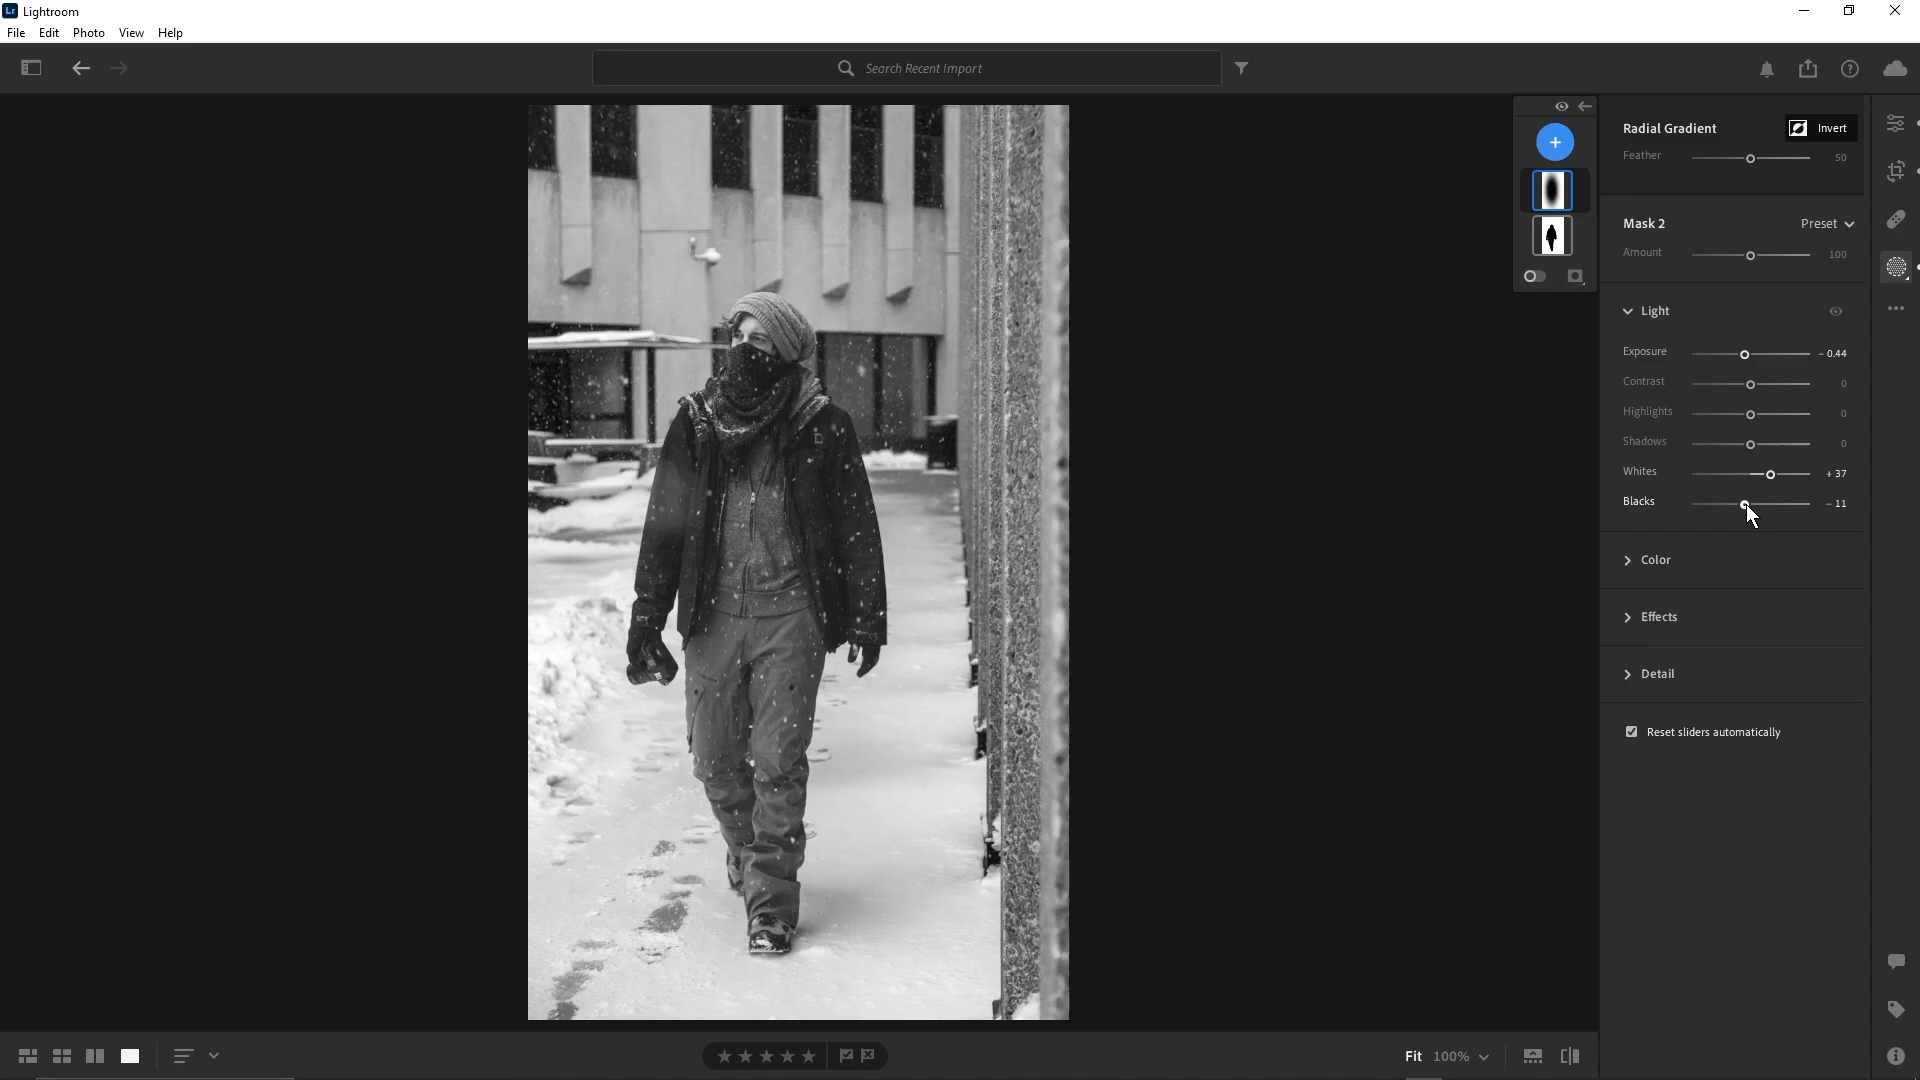 Lr Lightroom
File Edit Photo View Help
Search Recent Import
Radial Gradient Invert
Feather 50
Mask 2 Preset
Amount 100
Light
Exposure - 0.44
Contrast 0
Highlights 0
Shadows 0
Whites + 37
Blacks - 11
Color
Effects
Detail
Reset sliders automatically
Fit 100%